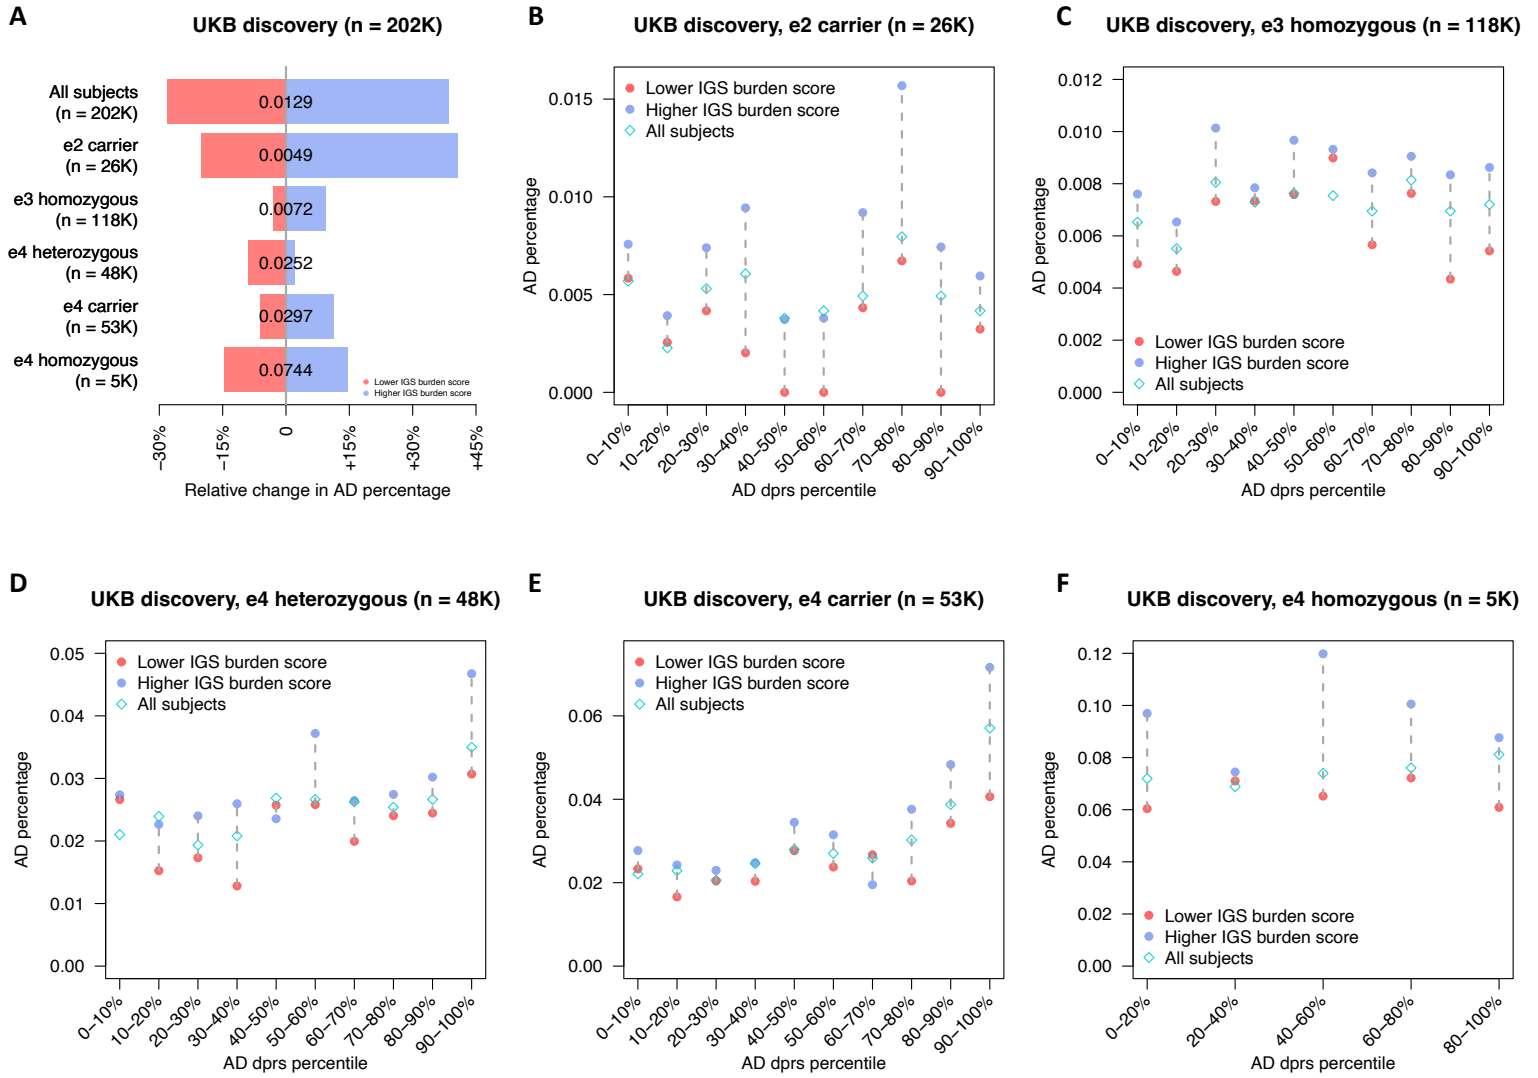 A
UKB discovery (n = 202K)
All subjects
(n = 202K)
0.0129
e2 carrier
(n = 26K)
0.0049
e3 homozygous
(n = 118K)
0.0072
e4 heterozygous
(n = 48K)
0.0252
e4 carrier
(n = 53K)
0.0297
e4 homozygous
(n = 5K)
0.0744
Lower IGS burden score
Higher IGS burden score
−30%
−15%
0
+15%
+30%
+45%
Relative change in AD percentage
B
UKB discovery, e2 carrier (n = 26K)
Lower IGS burden score
Higher IGS burden score
All subjects
AD percentage
0.015
0.010
0.005
0.000
0−10%
10−20%
20−30%
30−40%
40−50%
50−60%
60−70%
70−80%
80−90%
90−100%
AD dprs percentile
C
UKB discovery, e3 homozygous (n = 118K)
AD percentage
0.012
0.010
0.008
0.006
0.004
0.002
0.000
Lower IGS burden score
Higher IGS burden score
All subjects
0−10%
10−20%
20−30%
30−40%
40−50%
50−60%
60−70%
70−80%
80−90%
90−100%
AD dprs percentile
D
UKB discovery, e4 heterozygous (n = 48K)
Lower IGS burden score
Higher IGS burden score
All subjects
AD percentage
0.05
0.04
0.03
0.02
0.01
0.00
0−10%
10−20%
20−30%
30−40%
40−50%
50−60%
60−70%
70−80%
80−90%
90−100%
AD dprs percentile
E
UKB discovery, e4 carrier (n = 53K)
Lower IGS burden score
Higher IGS burden score
All subjects
AD percentage
0.06
0.04
0.02
0.00
0−10%
10−20%
20−30%
30−40%
40−50%
50−60%
60−70%
70−80%
80−90%
90−100%
AD dprs percentile
F
UKB discovery, e4 homozygous (n = 5K)
AD percentage
0.12
0.10
0.08
0.06
0.04
0.02
0.00
Lower IGS burden score
Higher IGS burden score
All subjects
0−20%
20−40%
40−60%
60−80%
80−100%
AD dprs percentile